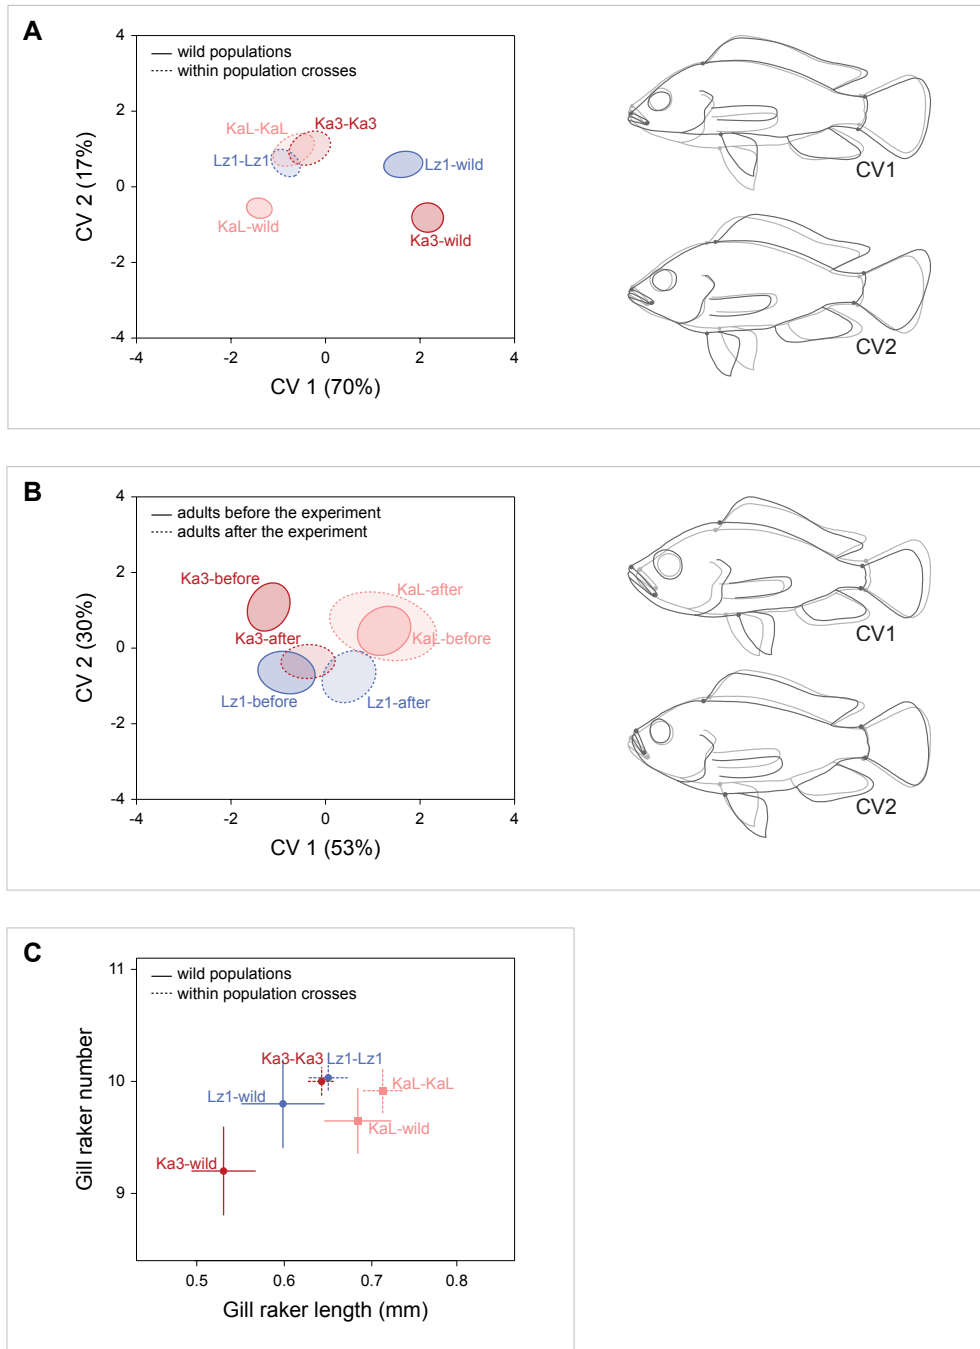 A
4
2
0
-2
-4
-4
-2
0
2
4
CV 2 (17%)
CV 1 (70%)
wild populations
within population crosses
KaL-KaL
Ka3-Ka3
Lz1-Lz1
Lz1-wild
KaL-wild
Ka3-wild
CV1
CV2
B
4
2
0
-2
-4
-4
-2
0
2
4
CV 2 (30%)
CV 1 (53%)
adults before the experiment
adults after the experiment
Ka3-before
KaL-after
Ka3-after
KaL-before
Lz1-before
Lz1-after
CV1
CV2
C
11
10
9
0.5
0.6
0.7
0.8
Gill raker number
Gill raker length (mm)
wild populations
within population crosses
Ka3-Ka3
Lz1-Lz1
KaL-KaL
Lz1-wild
KaL-wild
Ka3-wild